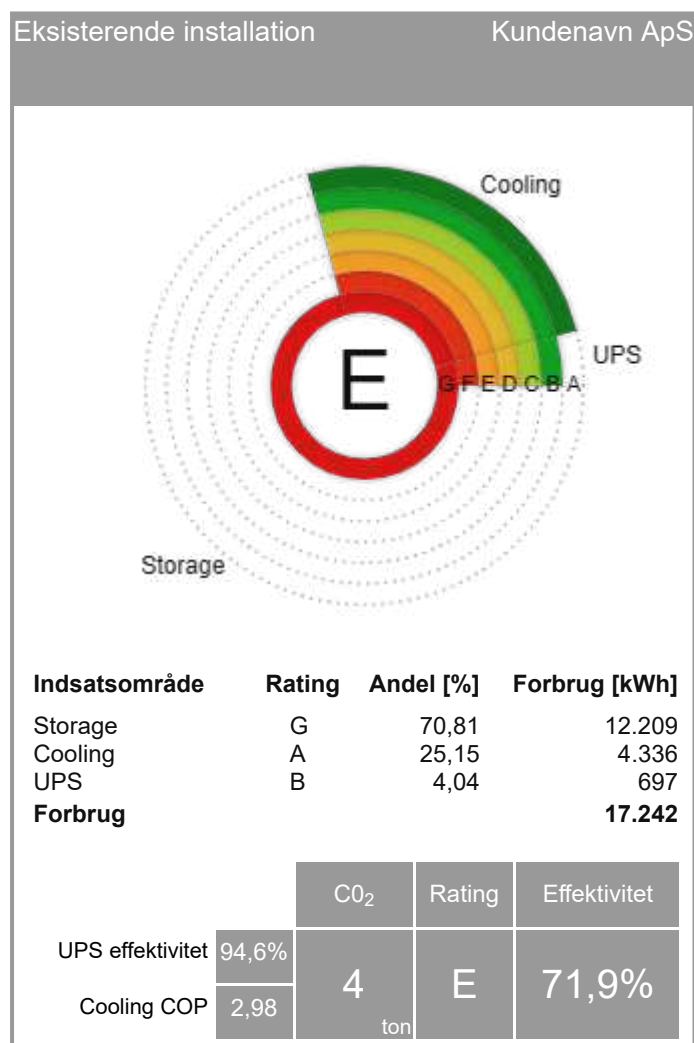 Eksisterende installation Kundenavn ApS
Cooling
UPS
E
G F E D C B A
Storage
Indsatsområde Rating Andel [%] Forbrug [kWh]
Storage G 70,81 12.209
Cooling A 25,15 4.336
UPS B 4,04 697
Forbrug 17.242
C0₂ Rating Effektivitet
UPS effektivitet 94,6%
4 ton E 71,9%
Cooling COP 2,98